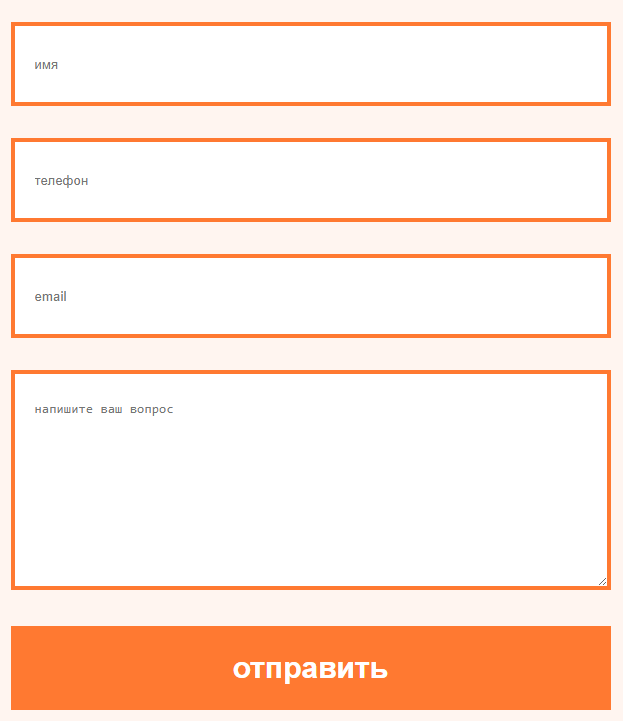 имя
телефон
email
напишите ваш вопрос
отправить